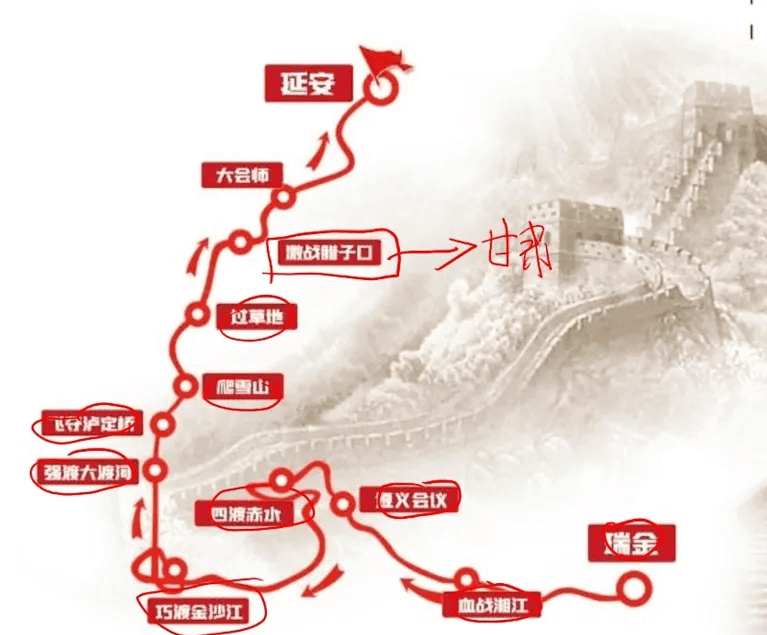 延安
大会师
激战腊子口
甘肃
过草地
爬雪山
飞夺泸定桥
强渡大渡河
四渡赤水
遵义会议
瑞金
巧渡金沙江
血战湘江